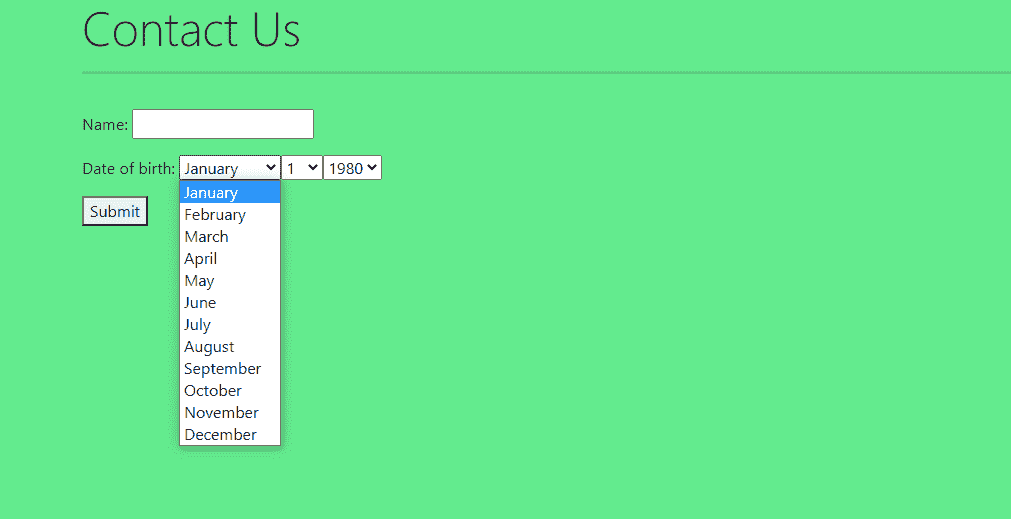 Contact Us
Name:
Date of birth: January 1 1980
January
Submit
February
March
April
May
June
July
August
September
October
November
December